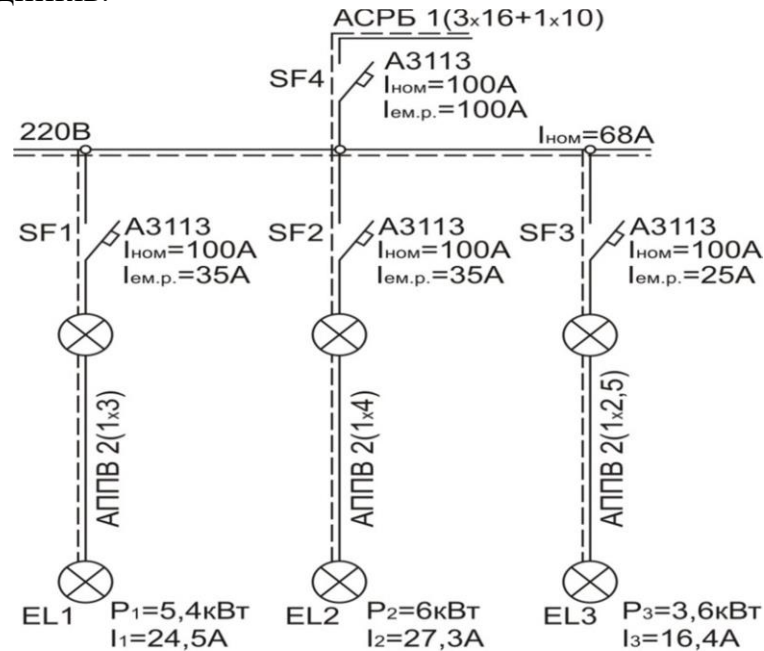 АСРБ 1(3х16+1х10)
SF4
А3113
Iном=100А
Iем.р.=100А
220В
Iном=68А
SF1
А3113
Iном=100А
Iем.р.=35А
SF2
А3113
Iном=100А
Iем.р.=35А
SF3
А3113
Iном=100А
Iем.р.=25А
АППВ 2(1х3)
АППВ 2(1х4)
АППВ 2(1х2,5)
EL1
P1=5,4кВт
I1=24,5А
EL2
P2=6кВт
I2=27,3А
EL3
P3=3,6кВт
I3=16,4А